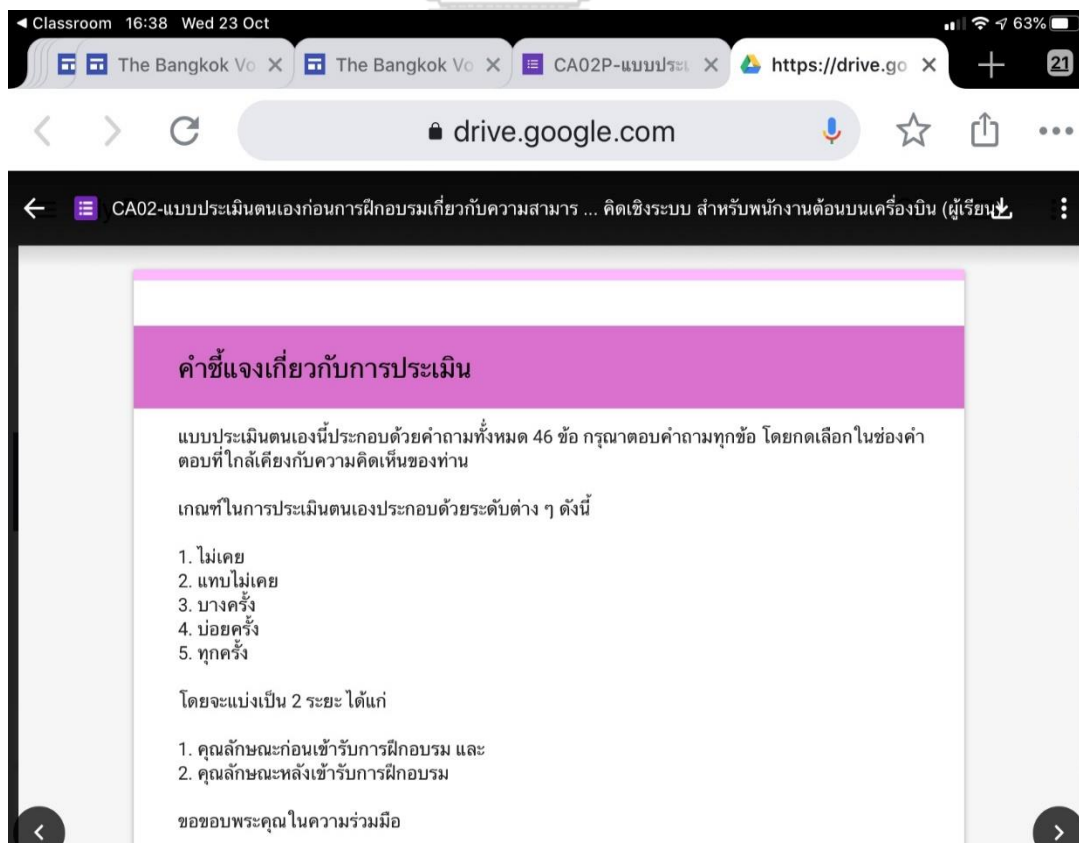 Classroom 16:38 Wed 23 Oct 63%
The Bangkok Vo The Bangkok Vo CA02P-แบบประเ https://drive.go 21
drive.google.com
CA02-แบบประเมินตนเองก่อนการฝึกอบรมเกี่ยวกับความสามาร ... คิดเชิงระบบ สำหรับพนักงานต้อนบนเครื่องบิน (ผู้เรียน)
คำชี้แจงเกี่ยวกับการประเมิน
แบบประเมินตนเองนี้ประกอบด้วยคำถามทั้งหมด 46 ข้อ กรุณาตอบคำถามทุกข้อ โดยกดเลือกในช่องคำ
ตอบที่ใกล้เคียงกับความคิดเห็นของท่าน
เกณฑ์ในการประเมินตนเองประกอบด้วยระดับต่าง ๆ ดังนี้
1. ไม่เคย
2. แทบไม่เคย
3. บางครั้ง
4. บ่อยครั้ง
5. ทุกครั้ง
โดยจะแบ่งเป็น 2 ระยะ ได้แก่
1. คุณลักษณะก่อนเข้ารับการฝึกอบรม และ
2. คุณลักษณะหลังเข้ารับการฝึกอบรม
ขอขอบพระคุณในความร่วมมือ